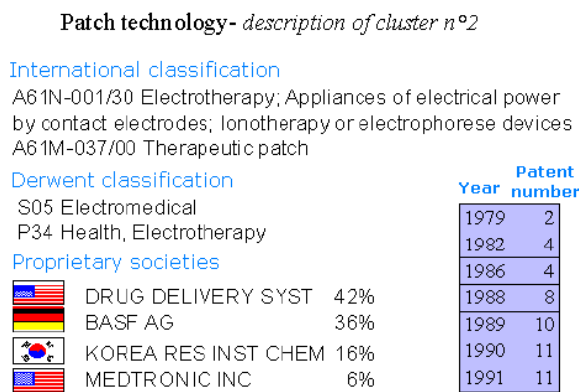 Patch technology- description of cluster n°2
International classification
A61N-001/30 Electrotherapy; Appliances of electrical power
by contact electrodes; Ionotherapy or electrophorese devices
A61M-037/00 Therapeutic patch
Derwent classification
S05 Electromedical
P34 Health, Electrotherapy
Proprietary societies
DRUG DELIVERY SYST 42%
BASF AG 36%
KOREA RES INST CHEM 16%
MEDTRONIC INC 6%
Year Patent number
1979 2
1982 4
1986 4
1988 8
1989 10
1990 11
1991 11